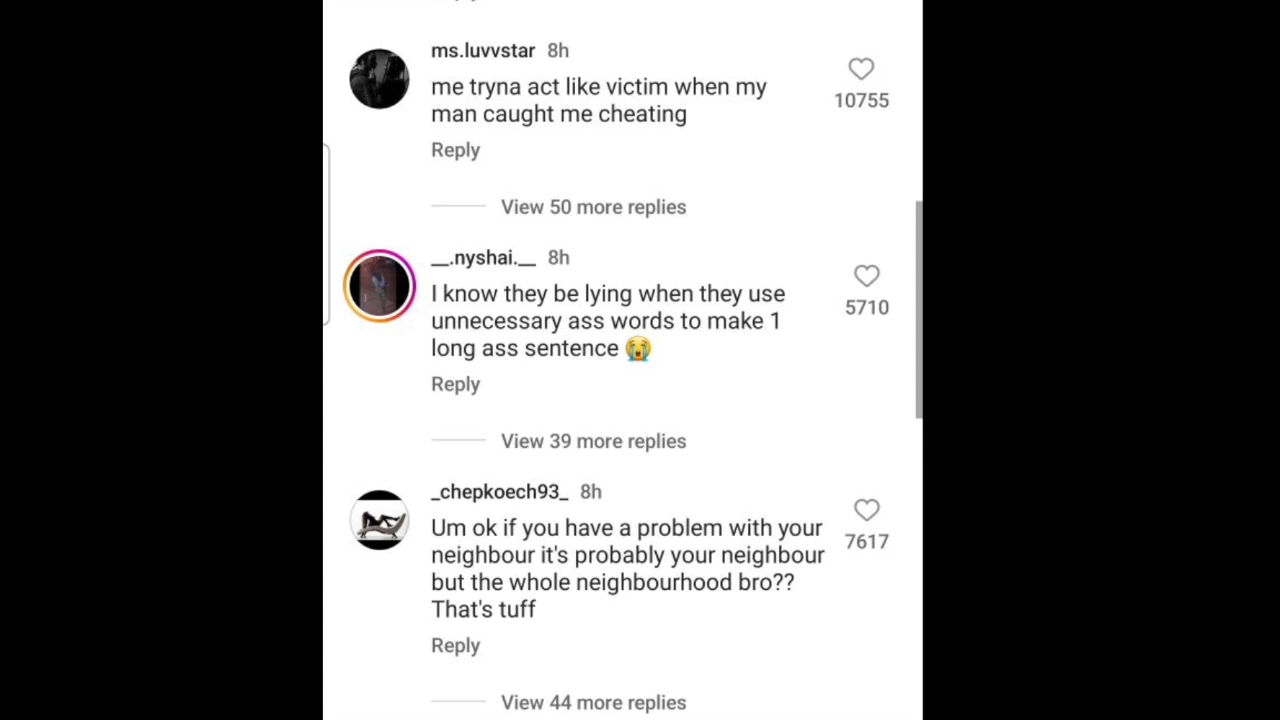 ms.luvvstar 8h
me tryna act like victim when my
man caught me cheating
10755
Reply
View 50 more replies
__.nyshai.__ 8h
I know they be lying when they use
unnecessary ass words to make 1
long ass sentence 😭
5710
Reply
View 39 more replies
_chepkoech93_ 8h
Um ok if you have a problem with your
neighbour it's probably your neighbour
but the whole neighbourhood bro??
That's tuff
7617
Reply
View 44 more replies